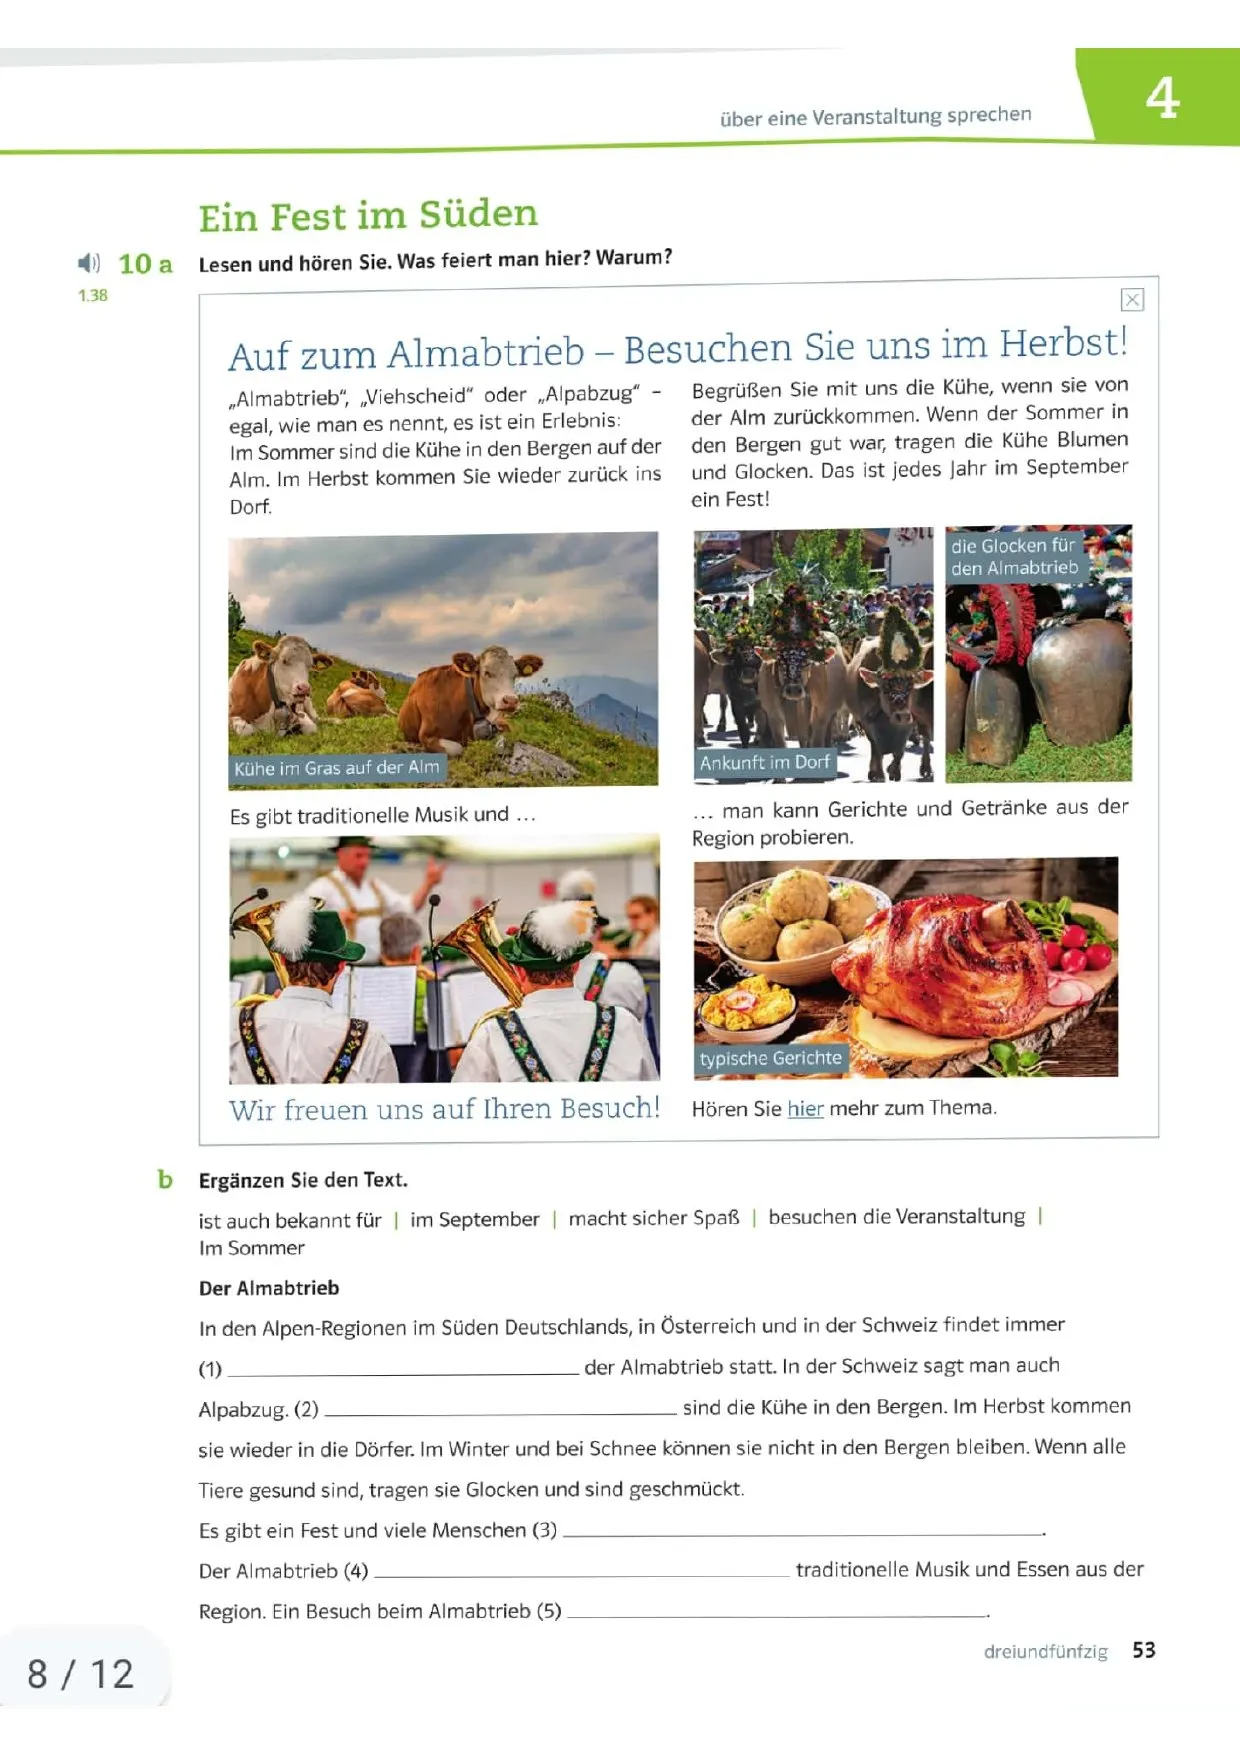 über eine Veranstaltung sprechen
4
Ein Fest im Süden
10 a Lesen und hören Sie. Was feiert man hier? Warum?
1.38
Auf zum Almabtrieb – Besuchen Sie uns im Herbst!
„Almabtrieb“, „Viehscheid“ oder „Alpabzug“ –
egal, wie man es nennt, es ist ein Erlebnis:
Im Sommer sind die Kühe in den Bergen auf der
Alm. Im Herbst kommen Sie wieder zurück ins
Dorf.
Begrüßen Sie mit uns die Kühe, wenn sie von
der Alm zurückkommen. Wenn der Sommer in
den Bergen gut war, tragen die Kühe Blumen
und Glocken. Das ist jedes Jahr im September
ein Fest!
Kühe im Gras auf der Alm
Ankunft im Dorf
die Glocken für
den Almabtrieb
Es gibt traditionelle Musik und ...
... man kann Gerichte und Getränke aus der
Region probieren.
typische Gerichte
Wir freuen uns auf Ihren Besuch!
Hören Sie hier mehr zum Thema.
b Ergänzen Sie den Text.
ist auch bekannt für | im September | macht sicher Spaß | besuchen die Veranstaltung |
Im Sommer
Der Almabtrieb
In den Alpen-Regionen im Süden Deutschlands, in Österreich und in der Schweiz findet immer
(1) ______ der Almabtrieb statt. In der Schweiz sagt man auch
Alpabzug. (2) ______ sind die Kühe in den Bergen. Im Herbst kommen
sie wieder in die Dörfer. Im Winter und bei Schnee können sie nicht in den Bergen bleiben. Wenn alle
Tiere gesund sind, tragen sie Glocken und sind geschmückt.
Es gibt ein Fest und viele Menschen (3) ______.
Der Almabtrieb (4) ______ traditionelle Musik und Essen aus der
Region. Ein Besuch beim Almabtrieb (5) ______.
dreiundfünfzig 53
8 / 12